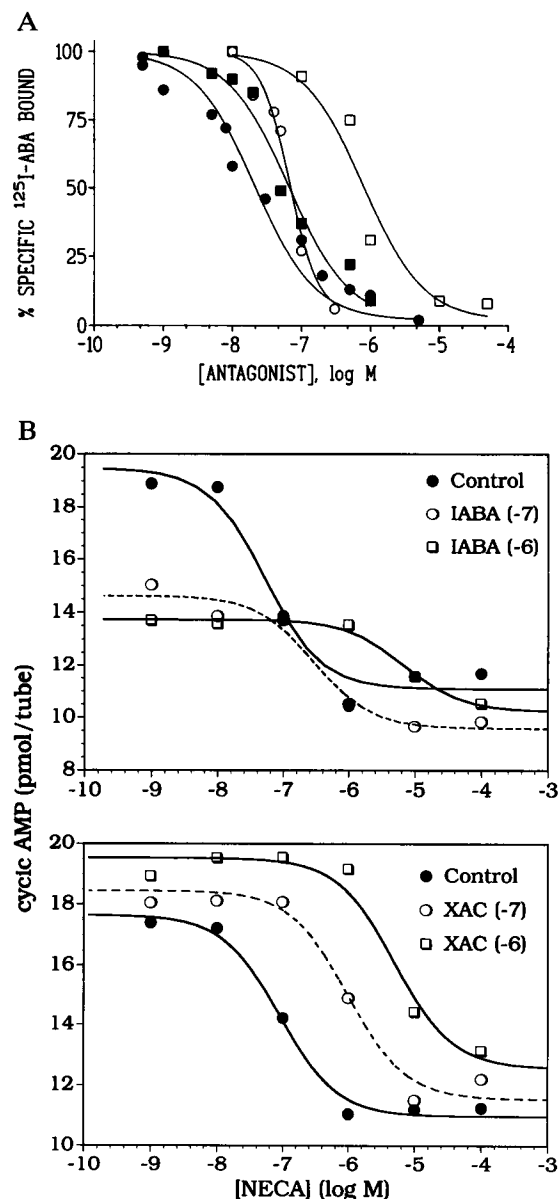 A
% SPECIFIC ¹²⁵I-ABA BOUND
100
75
50
25
0
-10 -9 -8 -7 -6 -5 -4
[ANTAGONIST], log M
B
cycic AMP (pmol/tube)
20
18
16
14
12
10
8
Control
IABA (-7)
IABA (-6)
-10 -9 -8 -7 -6 -5 -4 -3
20
18
16
14
12
10
Control
XAC (-7)
XAC (-6)
-10 -9 -8 -7 -6 -5 -4 -3
[NECA] (log M)